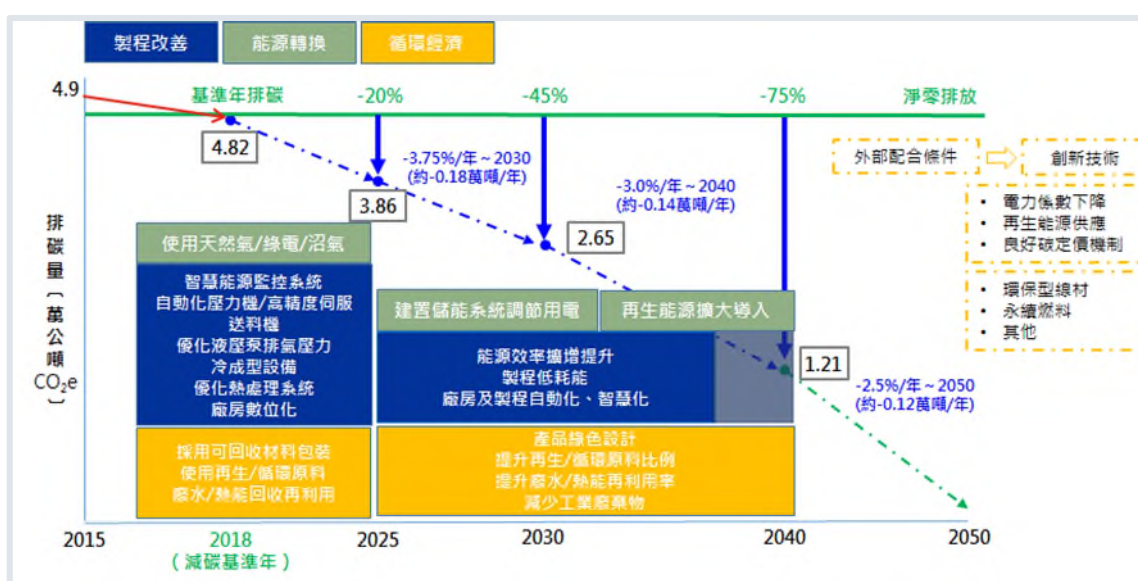 製程改善
能源轉換
循環經濟
4.9
基準年排碳
-20%
-45%
-75%
淨零排放
4.82
3.86
2.65
1.21
-3.75%/年～2030
(約-0.18萬噸/年)
-3.0%/年～2040
(約-0.14萬噸/年)
-2.5%/年～2050
(約-0.12萬噸/年)
外部配合條件
創新技術
• 電力係數下降
• 再生能源供應
• 良好碳定價機制
• 環保型線材
• 永續燃料
• 其他
排碳量〔萬公噸CO₂e〕
使用天然氣/綠電/沼氣
智慧能源監控系統
自動化壓力機/高精度伺服
送料機
優化液壓泵排氣壓力
冷成型設備
優化熱處理系統
廠房數位化
採用可回收材料包裝
使用再生/循環原料
廢水/熱能回收再利用
建置儲能系統調節用電
再生能源擴大導入
能源效率擴增提升
製程低耗能
廠房及製程自動化、智慧化
產品綠色設計
提升再生/循環原料比例
提升廢水/熱能再利用率
減少工業廢棄物
2015
2018
(減碳基準年)
2025
2030
2040
2050